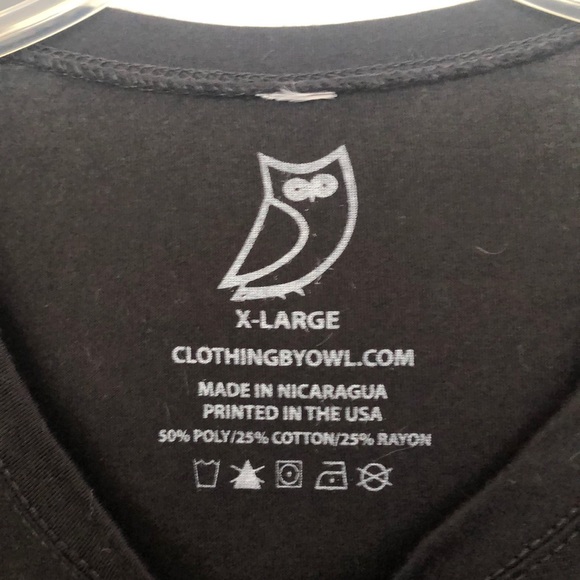 X-LARGE
CLOTHINGBYOWL.COM
MADE IN NICARAGUA
PRINTED IN THE USA
50% POLY/25% COTTON/25% RAYON